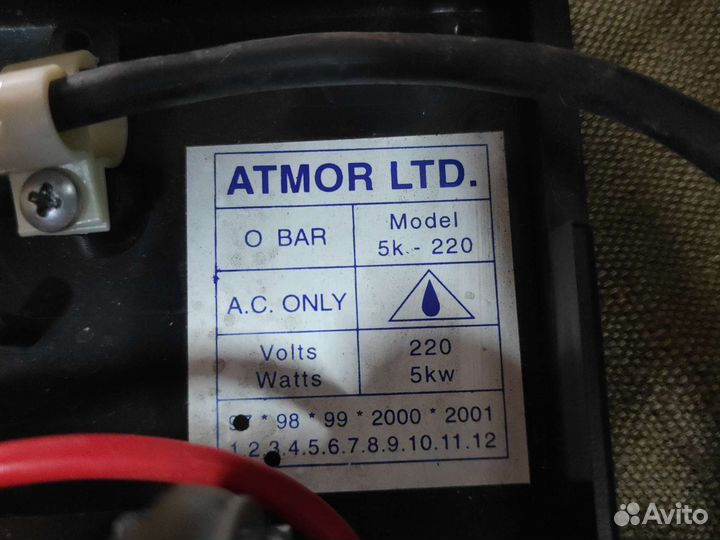 ATMOR LTD.
O BAR
Model
5k - 220
A.C. ONLY
Volts
Watts
220
5kw
97 * 98 * 99 * 2000 * 2001
1.2.3.4.5.6.7.8.9.10.11.12
Avito